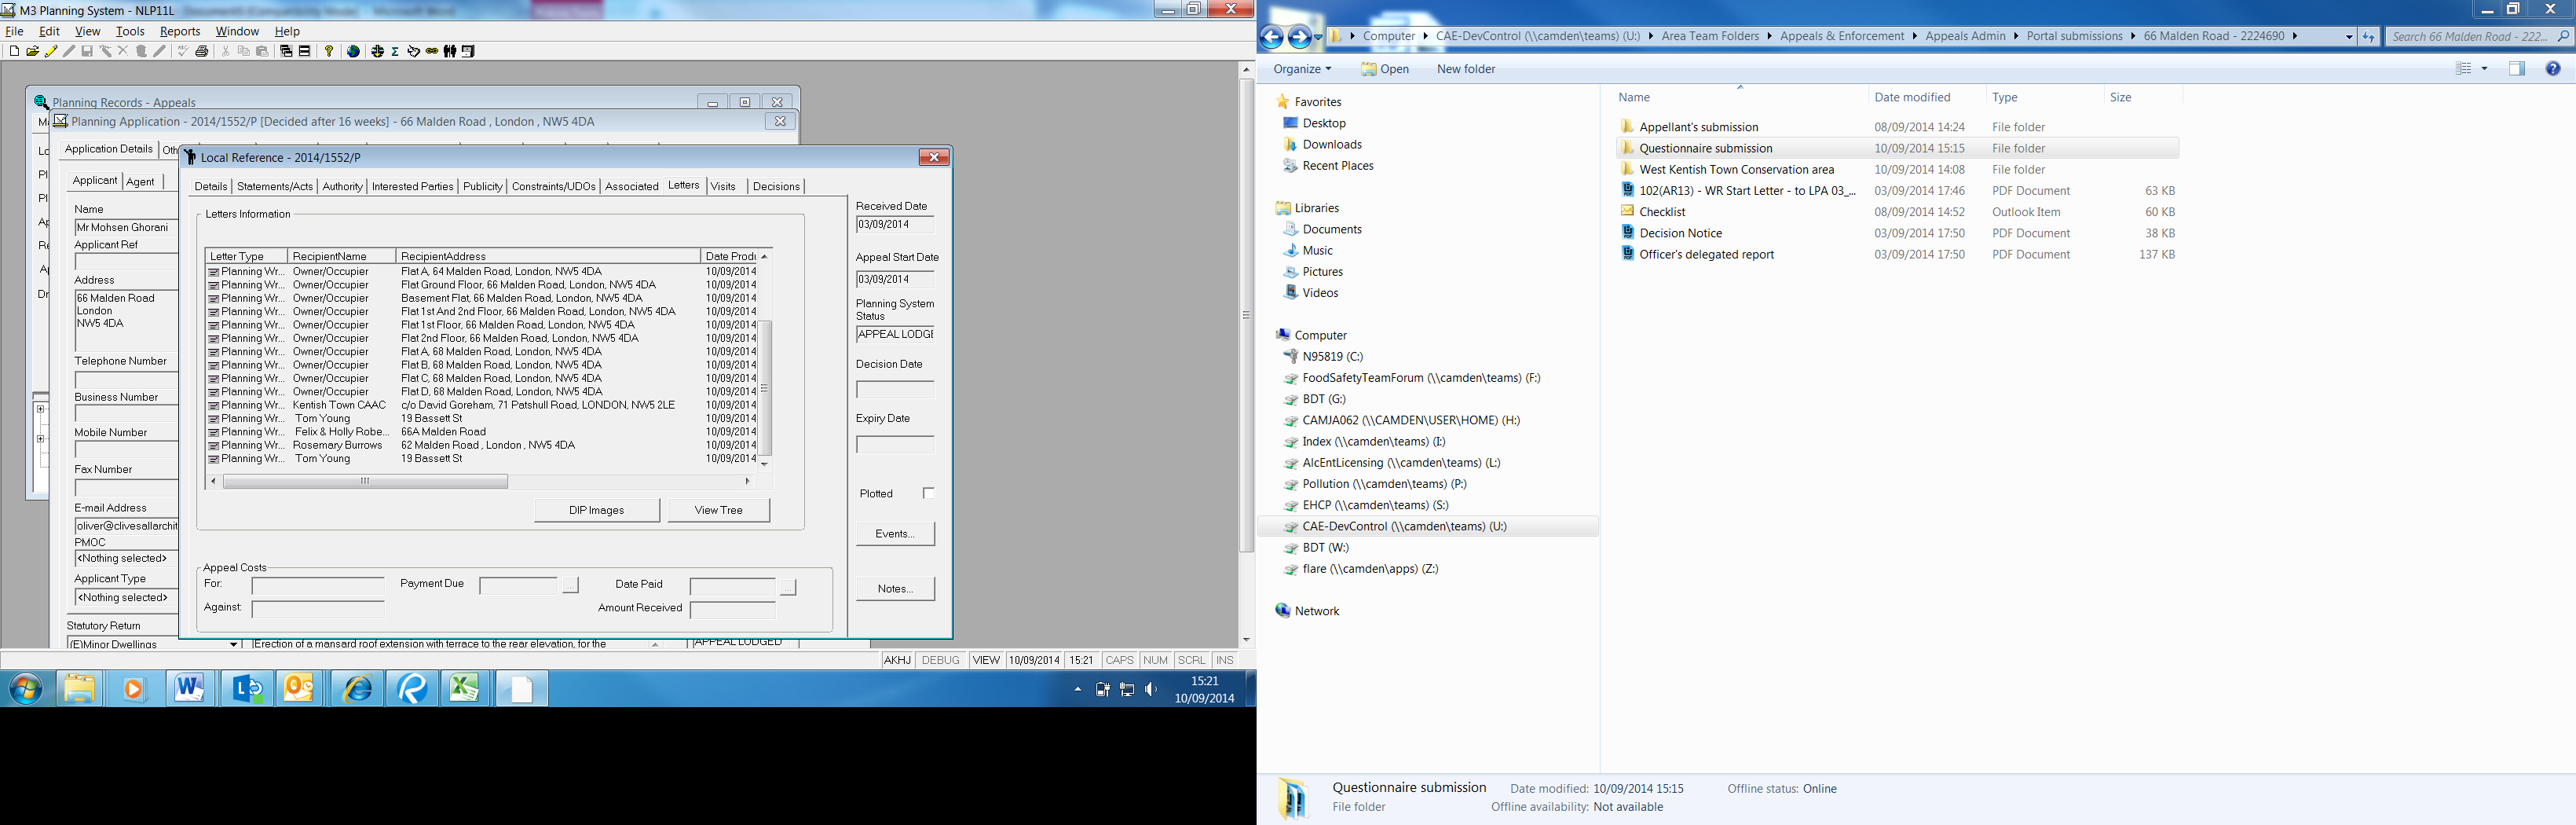 M3 Planning System - NLP11L
File Edit View Tools Reports Window Help
Planning Records - Appeals
Planning Application - 2014/1552/P [Decided after 16 weeks] - 66 Malden Road , London , NW5 4DA
Application Details Oth
Applicant Agent
Name
Mr Mohsen Ghorani
Applicant Ref
Address
66 Malden Road
London
NW5 4DA
Telephone Number
Business Number
Mobile Number
Fax Number
E-mail Address
oliver@clivesallarchit
PMOC
<Nothing selected>
Applicant Type
<Nothing selected>
Statutory Return
(E)Minor Dwellings
Erection of a mansard roof extension with terrace to the rear elevation, for the
APPEAL LODGED
Local Reference - 2014/1552/P
Details Statements/Acts Authority Interested Parties Publicity Constraints/UDOs Associated Letters Visits Decisions
Letters Information
Letter Type RecipientName RecipientAddress Date Produ
Planning Wr... Owner/Occupier Flat A, 64 Malden Road, London, NW5 4DA 10/09/2014
Planning Wr... Owner/Occupier Flat Ground Floor, 66 Malden Road, London, NW5 4DA 10/09/2014
Planning Wr... Owner/Occupier Basement Flat, 66 Malden Road, London, NW5 4DA 10/09/2014
Planning Wr... Owner/Occupier Flat 1st And 2nd Floor, 66 Malden Road, London, NW5 4DA 10/09/2014
Planning Wr... Owner/Occupier Flat 1st Floor, 66 Malden Road, London, NW5 4DA 10/09/2014
Planning Wr... Owner/Occupier Flat 2nd Floor, 66 Malden Road, London, NW5 4DA 10/09/2014
Planning Wr... Owner/Occupier Flat A, 68 Malden Road, London, NW5 4DA 10/09/2014
Planning Wr... Owner/Occupier Flat B, 68 Malden Road, London, NW5 4DA 10/09/2014
Planning Wr... Owner/Occupier Flat C, 68 Malden Road, London, NW5 4DA 10/09/2014
Planning Wr... Owner/Occupier Flat D, 68 Malden Road, London, NW5 4DA 10/09/2014
Planning Wr... Kentish Town CAAC c/o David Goreham, 71 Patshull Road, LONDON, NW5 2LE 10/09/2014
Planning Wr... Tom Young 19 Bassett St 10/09/2014
Planning Wr... Felix & Holly Robe... 66A Malden Road 10/09/2014
Planning Wr... Rosemary Burrows 62 Malden Road , London , NW5 4DA 10/09/2014
Planning Wr... Tom Young 19 Bassett St 10/09/2014
DIP Images View Tree
Appeal Costs
For: Payment Due ... Date Paid ...
Against: Amount Received
Received Date
03/09/2014
Appeal Start Date
03/09/2014
Planning System
Status
APPEAL LODGE
Decision Date
Expiry Date
Plotted
Events...
Notes...
AKHJ DEBUG VIEW 10/09/2014 15:21 CAPS NUM SCRL INS
15:21
10/09/2014
Computer CAE-DevControl (\\camden\teams) (U:) Area Team Folders Appeals & Enforcement Appeals Admin Portal submissions 66 Malden Road - 2224690
Search 66 Malden Road - 222...
Organize Open New folder
Favorites
Desktop
Downloads
Recent Places
Libraries
Documents
Music
Pictures
Videos
Computer
N95819 (C:)
FoodSafetyTeamForum (\\camden\teams) (F:)
BDT (G:)
CAMJA062 (\\CAMDEN\USER\HOME) (H:)
Index (\\camden\teams) (I:)
AlcEntLicensing (\\camden\teams) (L:)
Pollution (\\camden\teams) (P:)
EHCP (\\camden\teams) (S:)
CAE-DevControl (\\camden\teams) (U:)
BDT (W:)
flare (\\camden\apps) (Z:)
Network
Name Date modified Type Size
Appellant's submission 08/09/2014 14:24 File folder
Questionnaire submission 10/09/2014 15:15 File folder
West Kentish Town Conservation area 10/09/2014 14:08 File folder
102(AR13) - WR Start Letter - to LPA 03_... 03/09/2014 17:46 PDF Document 63 KB
Checklist 08/09/2014 14:52 Outlook Item 60 KB
Decision Notice 03/09/2014 17:50 PDF Document 38 KB
Officer's delegated report 03/09/2014 17:50 PDF Document 137 KB
Questionnaire submission Date modified: 10/09/2014 15:15 Offline status: Online
File folder Offline availability: Not available